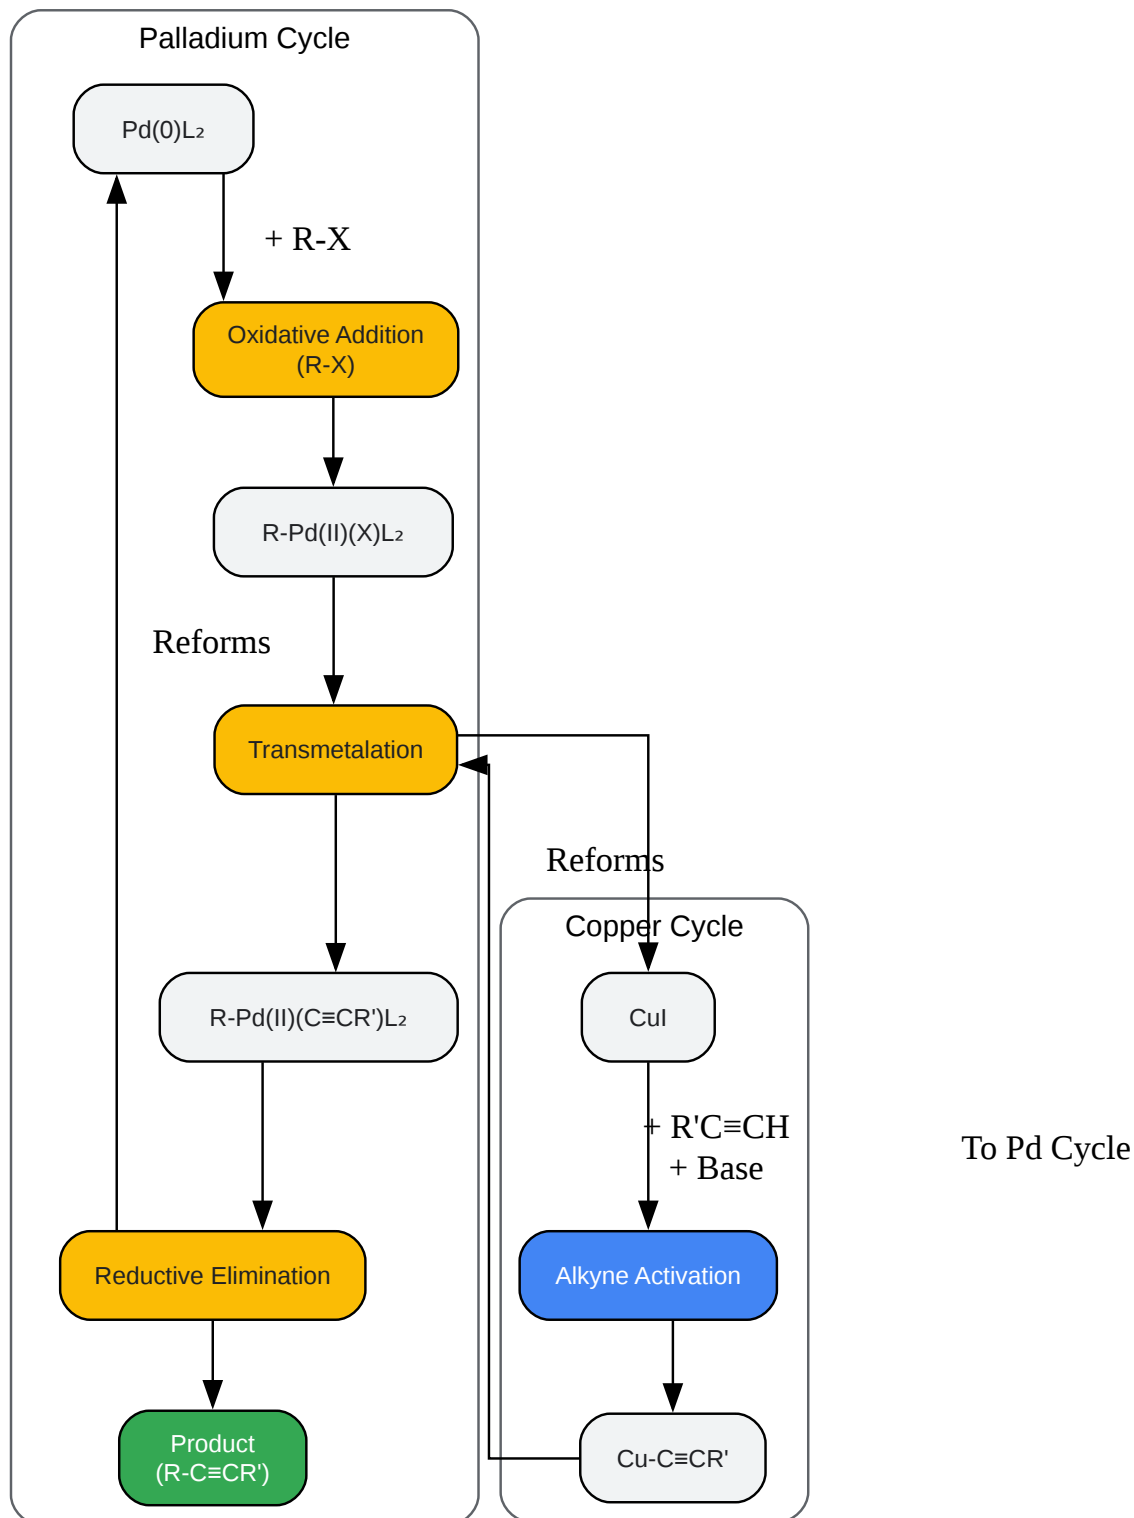 Palladium Cycle
Pd(0)L₂
+ R-X
Oxidative Addition
(R-X)
R-Pd(II)(X)L₂
Reforms
Transmetalation
Reforms
Copper Cycle
R-Pd(II)(C≡CR')L₂
CuI
+ R'C≡CH
+ Base
To Pd Cycle
Reductive Elimination
Alkyne Activation
Product
(R-C≡CR')
Cu-C≡CR'